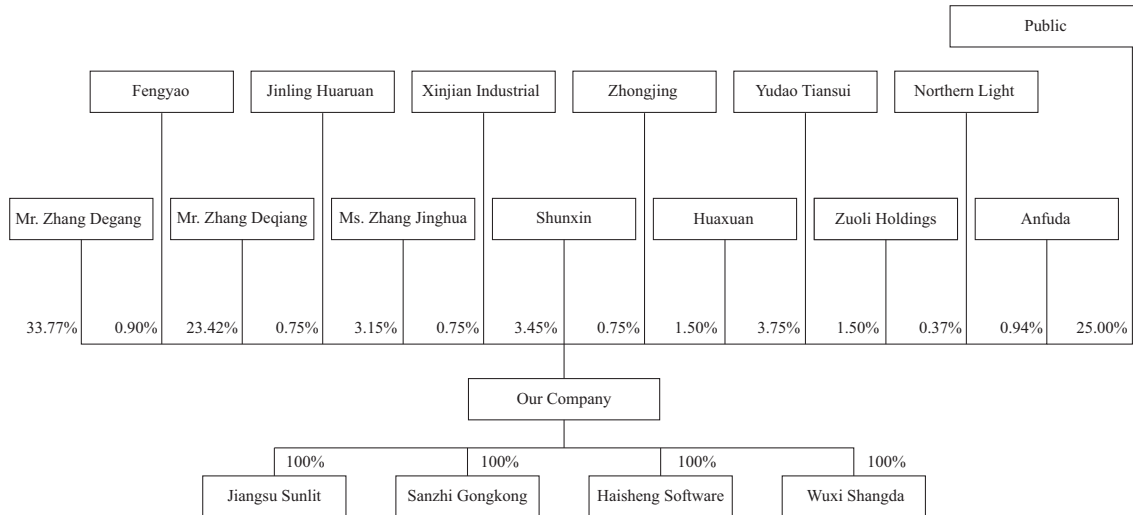 Public
Fengyao
Jinling Huaruan
Xinjian Industrial
Zhongjing
Yudao Tiansui
Northern Light
Mr. Zhang Degang
Mr. Zhang Deqiang
Ms. Zhang Jinghua
Shunxin
Huaxuan
Zuoli Holdings
Anfuda
33.77%
0.90%
23.42%
0.75%
3.15%
0.75%
3.45%
0.75%
1.50%
3.75%
1.50%
0.37%
0.94%
25.00%
Our Company
100%
100%
100%
100%
Jiangsu Sunlit
Sanzhi Gongkong
Haisheng Software
Wuxi Shangda